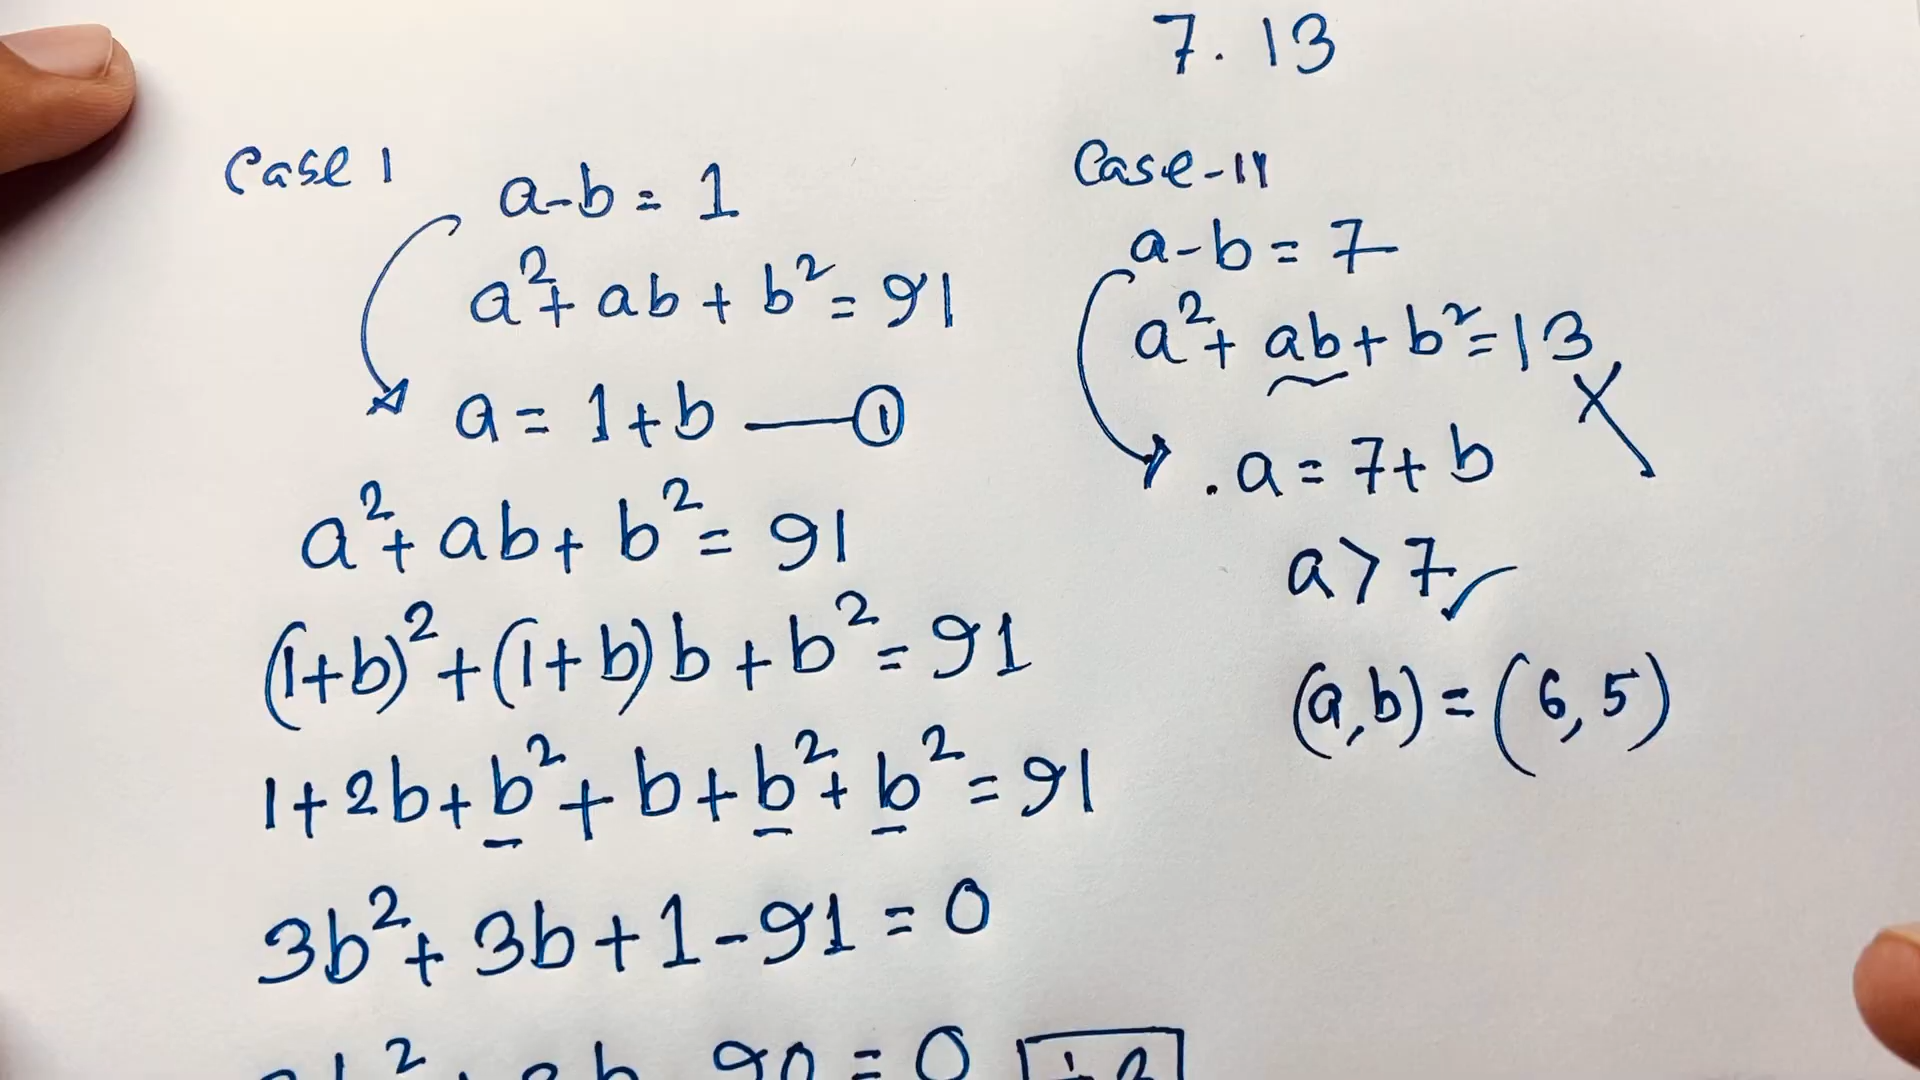 7.13
Case 1
a-b = 1
a²+ ab + b² = 91
a = 1+b —— ①
a²+ ab + b² = 91
(1+b)² + (1+b)b + b² = 91
1+2b+b²+b+b²+b² = 91
3b²+3b+1-91 = 0
Case-11
a-b = 7
a²+ ab + b² = 13 X
. a = 7+b
a > 7 ✓
(a,b) = (6,5)